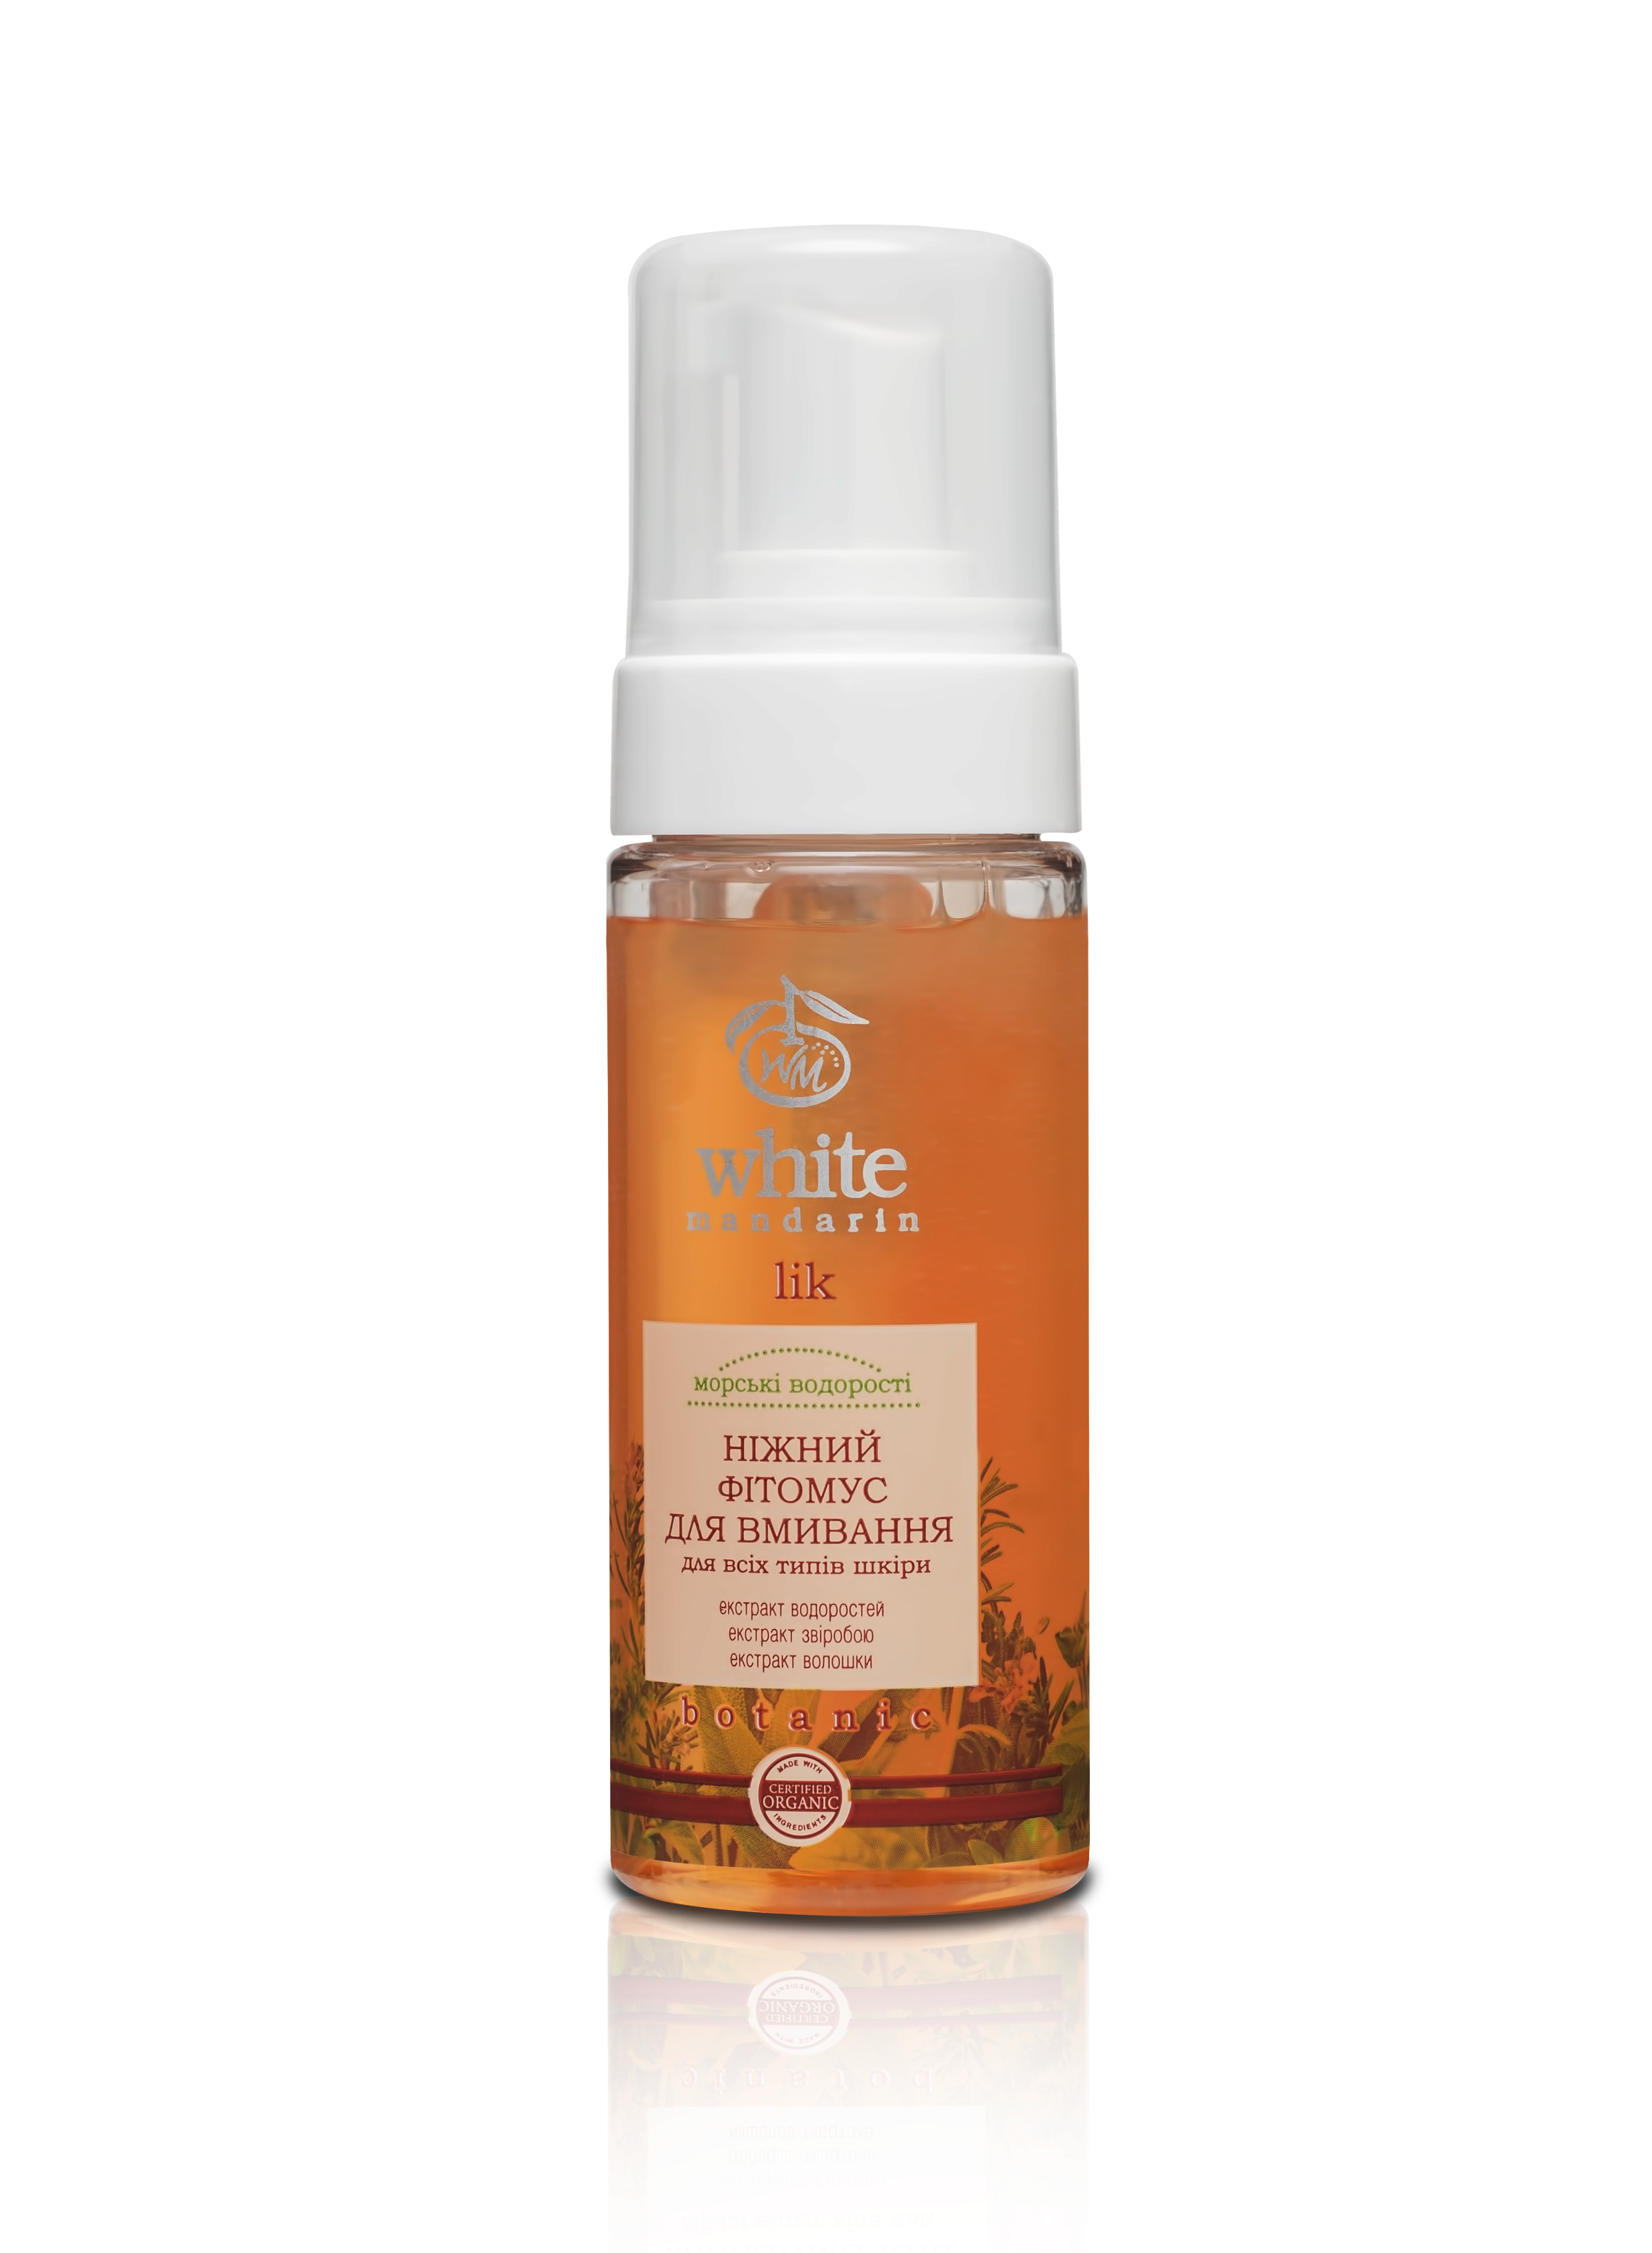 WM
white
mandarin
lik
морські водорості
НІЖНИЙ
ФІТОМУС
ДЛЯ ВМИВАННЯ
для всіх типів шкіри
екстракт водоростей
екстракт звіробою
екстракт волошки
botanic
MADE WITH
CERTIFIED
ORGANIC
INGREDIENTS